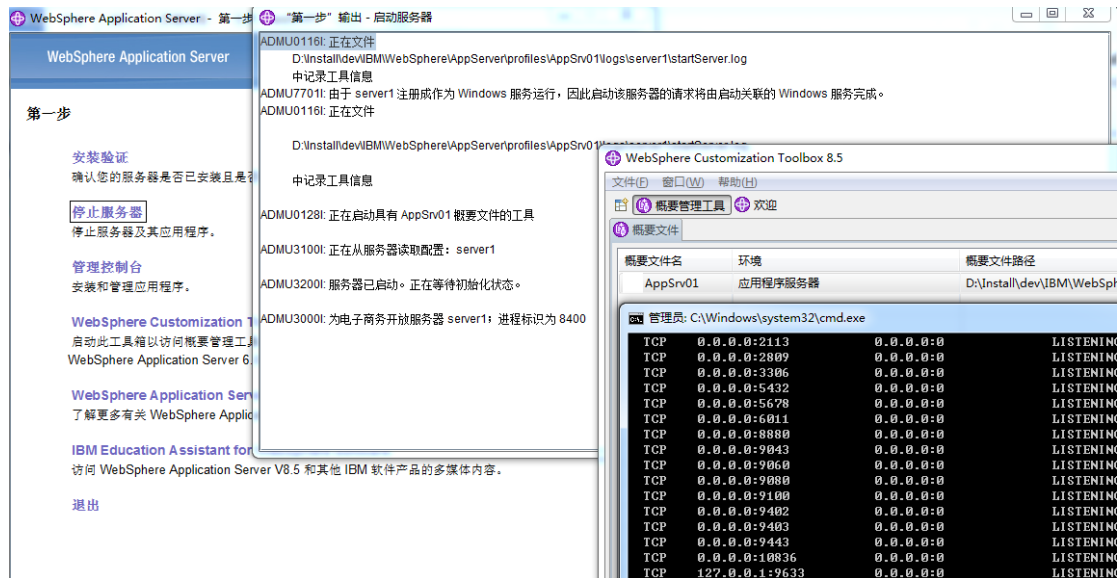 WebSphere Application Server - 第一步
WebSphere Application Server
第一步
安装验证
确认您的服务器是否已安装且是否
停止服务器
停止服务器及其应用程序。
管理控制台
安装和管理应用程序。
WebSphere Customization T
启动此工具箱以访问概要管理工具
WebSphere Application Server 6.
WebSphere Application Serv
了解更多有关 WebSphere Applic
IBM Education Assistant for
访问 WebSphere Application Server V8.5 和其他 IBM 软件产品的多媒体内容。
退出
“第一步”输出 - 启动服务器
ADMU0116I: 正在文件
D:\Install\dev\IBM\WebSphere\AppServer\profiles\AppSrv01\logs\server1\startServer.log
中记录工具信息
ADMU7701I: 由于 server1 注册成作为 Windows 服务运行，因此启动该服务器的请求将由启动关联的 Windows 服务完成。
ADMU0116I: 正在文件
D:\Install\dev\IBM\WebSphere\AppServer\profiles\AppSrv01\logs\server1\startServer.log
中记录工具信息
ADMU0128I: 正在启动具有 AppSrv01 概要文件的工具
ADMU3100I: 正在从服务器读取配置：server1
ADMU3200I: 服务器已启动。正在等待初始化状态。
ADMU3000I: 为电子商务开放服务器 server1；进程标识为 8400
WebSphere Customization Toolbox 8.5
文件(F) 窗口(W) 帮助(H)
概要管理工具 欢迎
概要文件
概要文件名 环境 概要文件路径
AppSrv01 应用程序服务器 D:\Install\dev\IBM\WebSph
管理员: C:\Windows\system32\cmd.exe
TCP 0.0.0.0:2113 0.0.0.0:0 LISTENING
TCP 0.0.0.0:2809 0.0.0.0:0 LISTENING
TCP 0.0.0.0:3306 0.0.0.0:0 LISTENING
TCP 0.0.0.0:5432 0.0.0.0:0 LISTENING
TCP 0.0.0.0:5678 0.0.0.0:0 LISTENING
TCP 0.0.0.0:6011 0.0.0.0:0 LISTENING
TCP 0.0.0.0:8880 0.0.0.0:0 LISTENING
TCP 0.0.0.0:9043 0.0.0.0:0 LISTENING
TCP 0.0.0.0:9060 0.0.0.0:0 LISTENING
TCP 0.0.0.0:9080 0.0.0.0:0 LISTENING
TCP 0.0.0.0:9100 0.0.0.0:0 LISTENING
TCP 0.0.0.0:9402 0.0.0.0:0 LISTENING
TCP 0.0.0.0:9403 0.0.0.0:0 LISTENING
TCP 0.0.0.0:9443 0.0.0.0:0 LISTENING
TCP 0.0.0.0:10836 0.0.0.0:0 LISTENING
TCP 127.0.0.1:9633 0.0.0.0:0 LISTENING